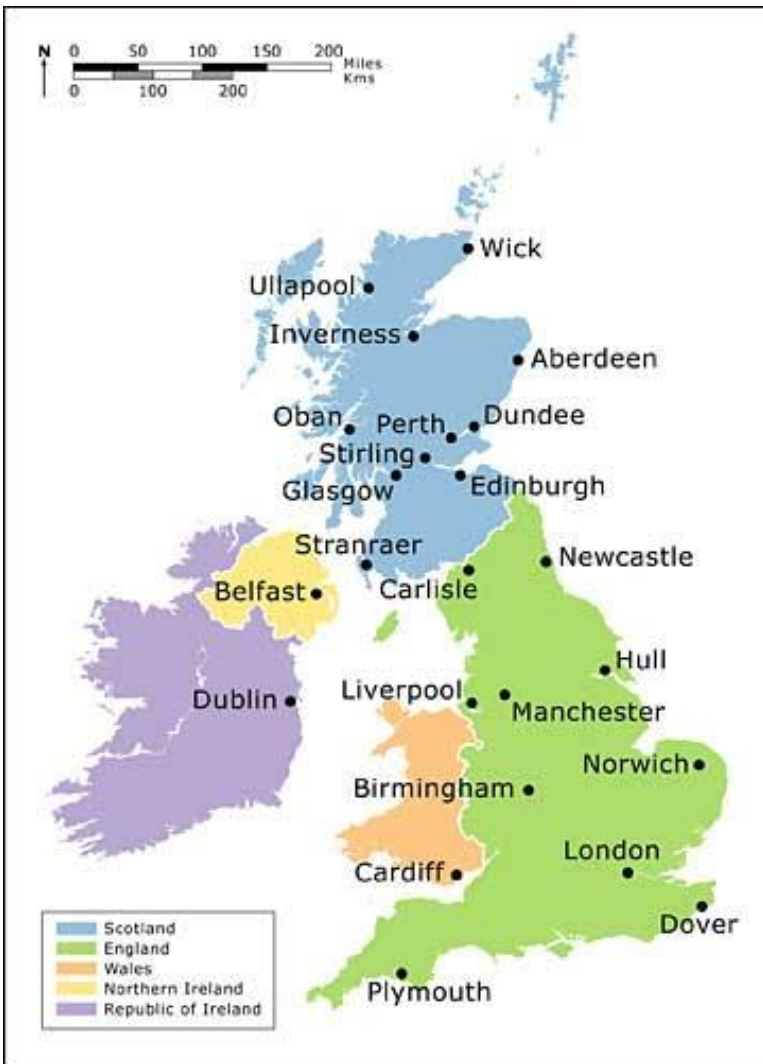 N 0 50 100 150 200 Miles
0 100 200 Kms
Wick
Ullapool
Inverness
Aberdeen
Oban
Perth
Dundee
Stirling
Glasgow
Edinburgh
Stranraer
Newcastle
Belfast
Carlisle
Hull
Liverpool
Dublin
Manchester
Norwich
Birmingham
London
Cardiff
Dover
Plymouth
Scotland
England
Wales
Northern Ireland
Republic of Ireland